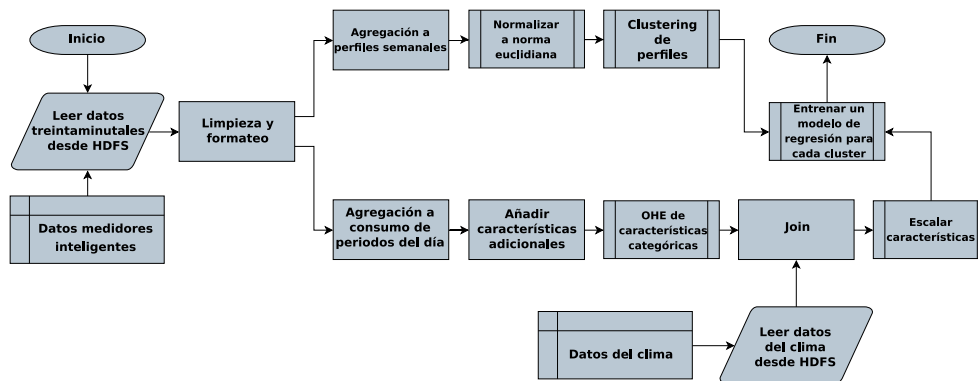 Inicio
Leer datos
treintaminutales
desde HDFS
Datos medidores
inteligentes
Limpieza y
formateo
Agregación a
perfiles semanales
Normalizar
a norma
euclidiana
Clustering
de
perfiles
Fin
Entrenar un
modelo de
regresión para
cada cluster
Agregación a
consumo de
periodos del día
Añadir
características
adicionales
OHE de
características
categóricas
Join
Escalar
características
Datos del clima
Leer datos
del clima
desde HDFS